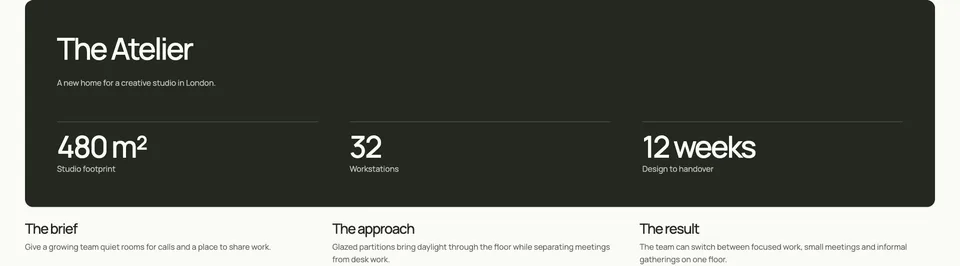 The Atelier
A new home for a creative studio in London.
480 m²
Studio footprint
32
Workstations
12 weeks
Design to handover
The brief
Give a growing team quiet rooms for calls and a place to share work.
The approach
Glazed partitions bring daylight through the floor while separating meetings
from desk work.
The result
The team can switch between focused work, small meetings and informal
gatherings on one floor.